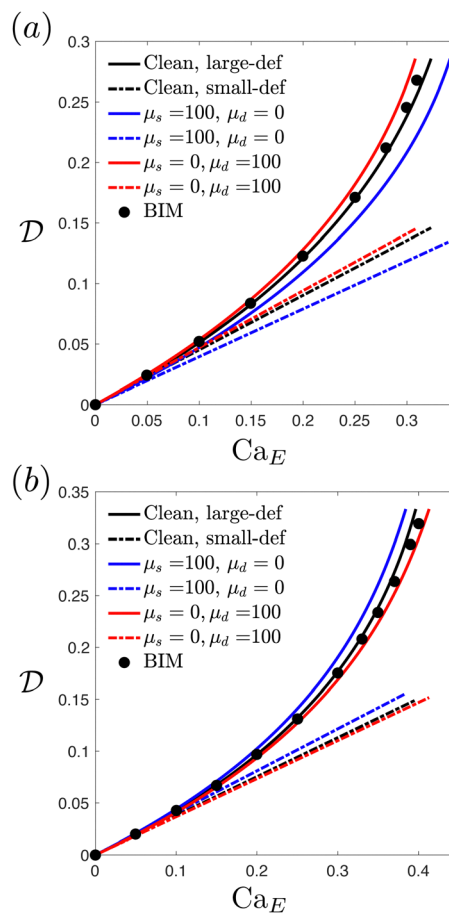 (a)
0.3
0.25
0.2
0.15
0.1
0.05
0
𝒟
Clean, large-def
Clean, small-def
μs =100, μd = 0
μs =100, μd = 0
μs = 0, μd =100
μs = 0, μd =100
BIM
0 0.05 0.1 0.15 0.2 0.25 0.3
CaE
(b)
0.35
0.3
0.25
0.2
0.15
0.1
0.05
0
𝒟
Clean, large-def
Clean, small-def
μs =100, μd = 0
μs =100, μd = 0
μs = 0, μd =100
μs = 0, μd =100
BIM
0 0.1 0.2 0.3 0.4
CaE